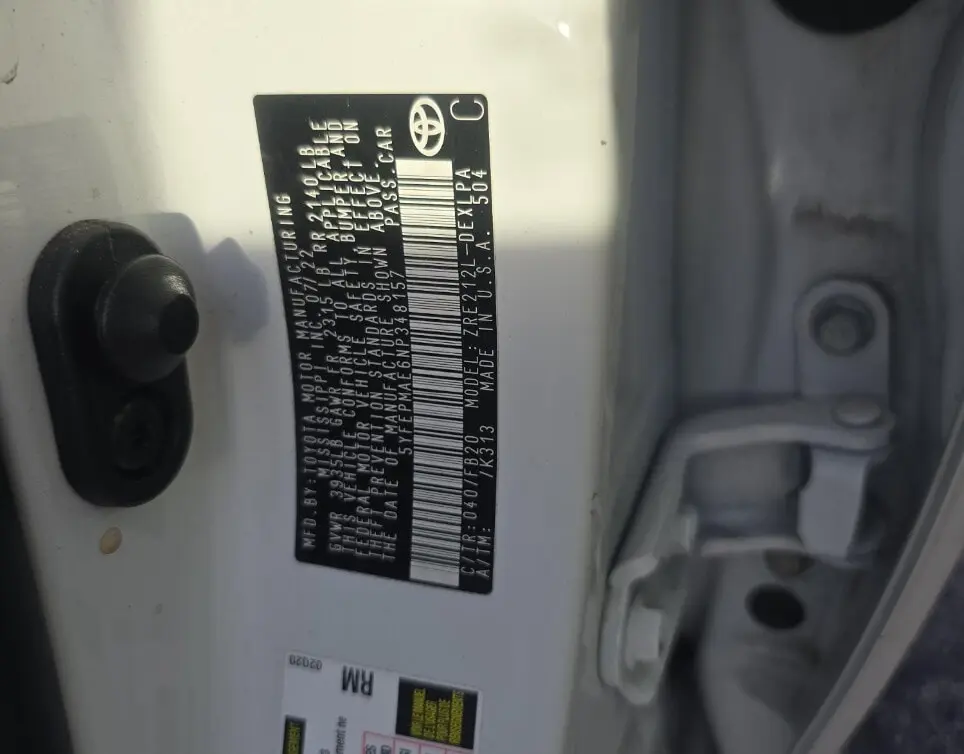 MFD.BY:TOYOTA MOTOR MANUFACTURING
MISSISSIPPI INC. 07/22
GVWR 3935LB GAWR FR 2315 LB RR 2140 LB
THIS VEHICLE CONFORMS TO ALL APPLICABLE
FEDERAL MOTOR VEHICLE SAFETY, BUMPER AND
THEFT PREVENTION STANDARDS IN EFFECT ON
THE DATE OF MANUFACTURE SHOWN ABOVE.
5YFEPMAE6NP348157 PASS.CAR
C/TR: 040/FB20 MODEL: ZRE212L-DEXLPA C
A/TM: /K313 MADE IN U.S.A. 504
02020
RM